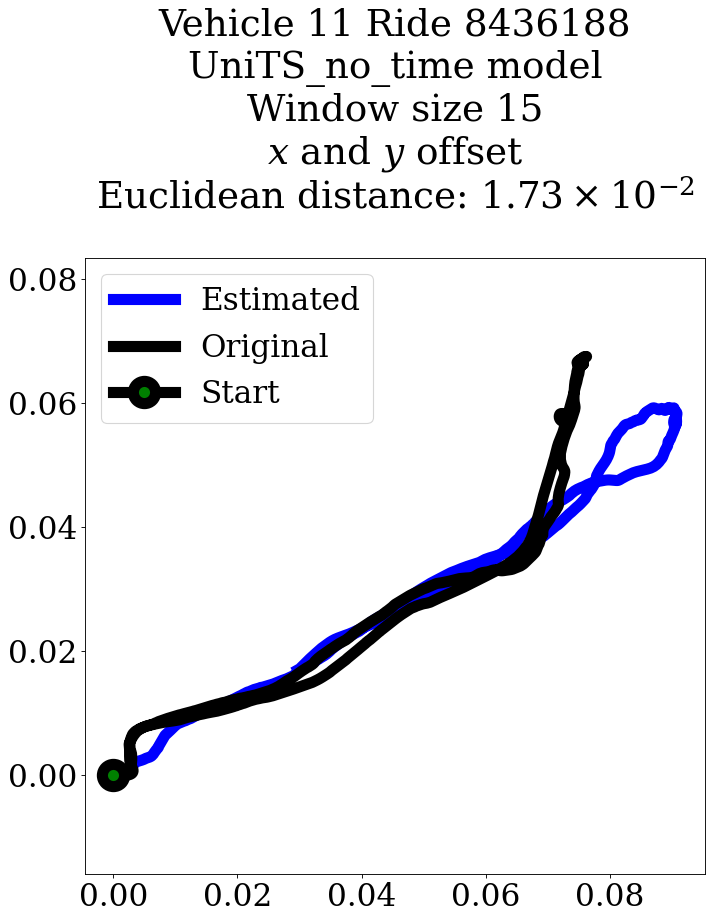 Vehicle 11 Ride 8436188
UniTS_no_time model
Window size 15
x and y offset
Euclidean distance: 1.73 × 10⁻²
Estimated
Original
Start
0.08
0.06
0.04
0.02
0.00
0.00 0.02 0.04 0.06 0.08